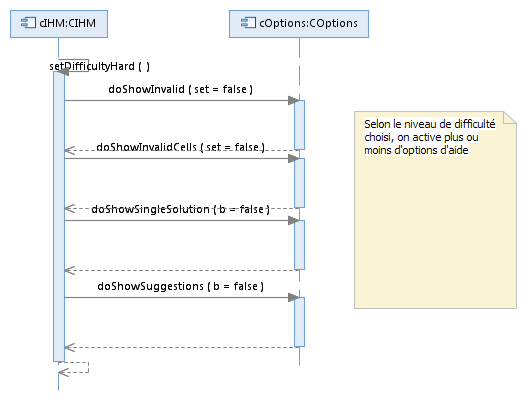 cIHM:CIHM
cOptions:COptions
setDifficultyHard ( )
doShowInvalid ( set = false )
Selon le niveau de difficulté
choisi, on active plus ou
moins d'options d'aide
doShowInvalidCells ( set = false )
doShowSingleSolution ( b = false )
doShowSuggestions ( b = false )